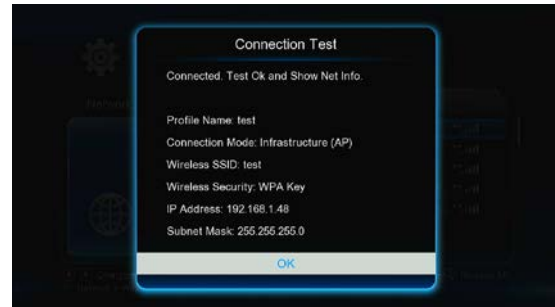 Connection Test
Connected. Test Ok and Show Net Info.
Profile Name: test
Connection Mode: Infrastructure (AP)
Wireless SSID: test
Wireless Security: WPA Key
IP Address: 192.168.1.48
Subnet Mask: 255.255.255.0
OK